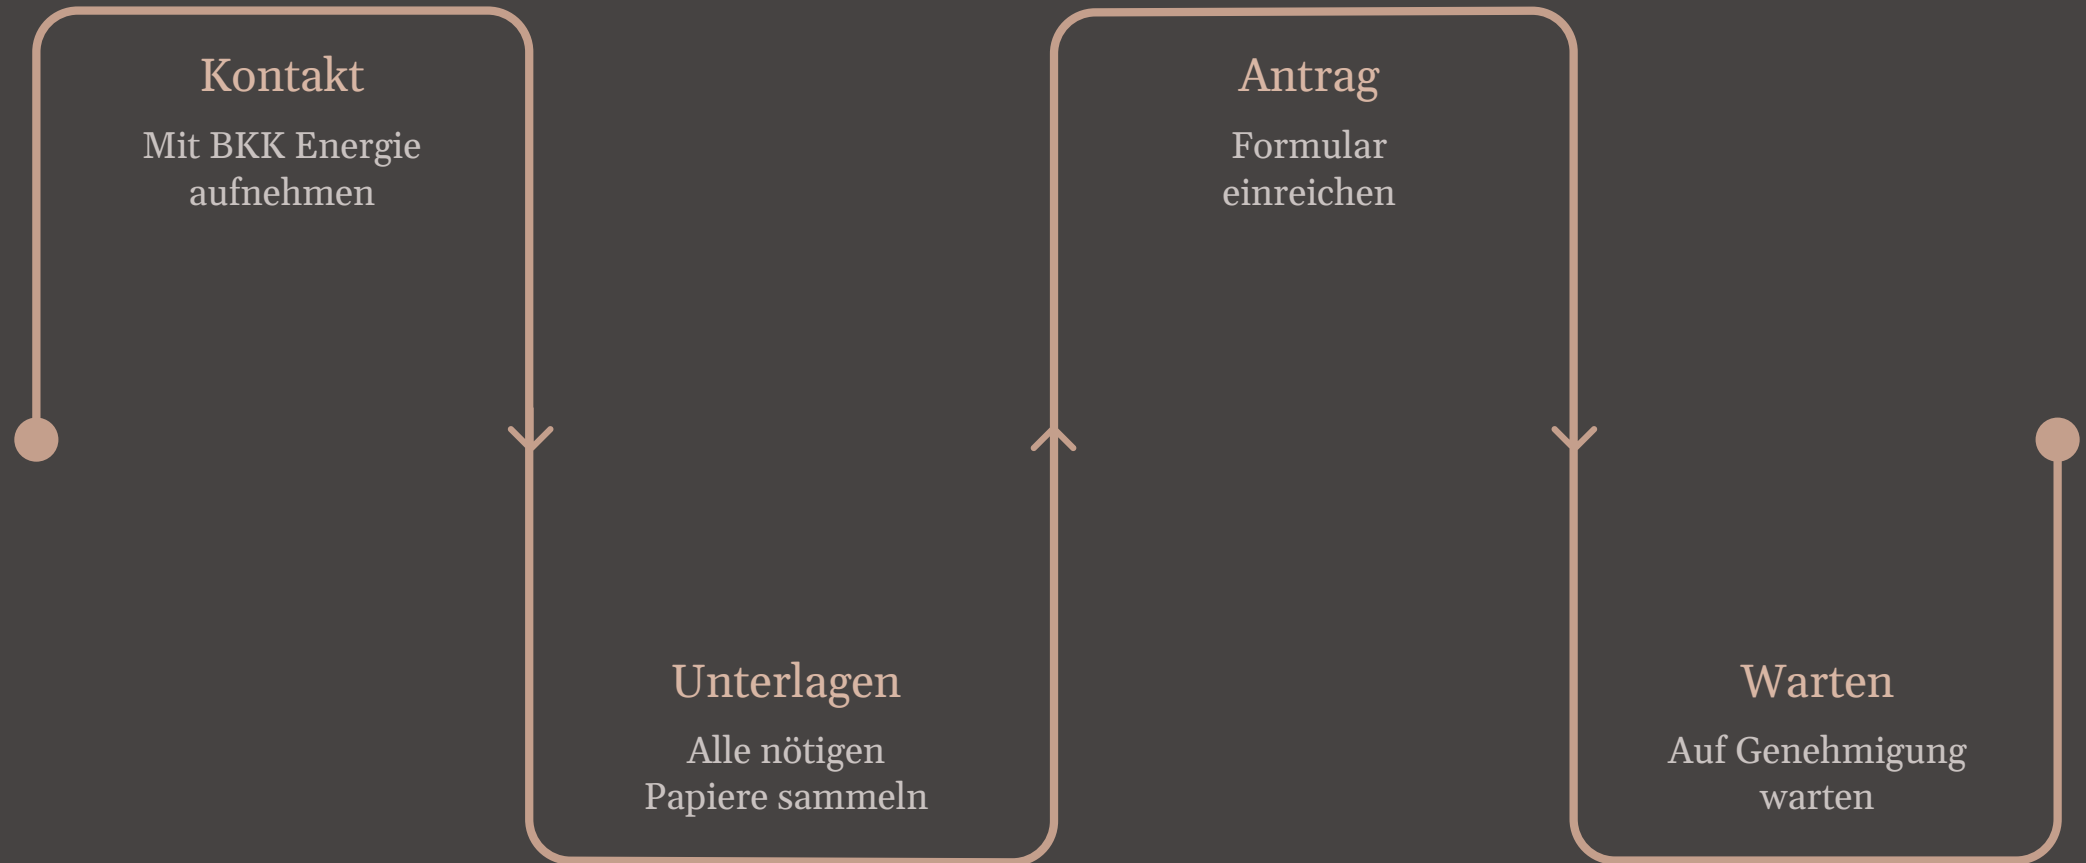 Kontakt
Mit BKK Energie
aufnehmen
Unterlagen
Alle nötigen
Papiere sammeln
Antrag
Formular
einreichen
Warten
Auf Genehmigung
warten